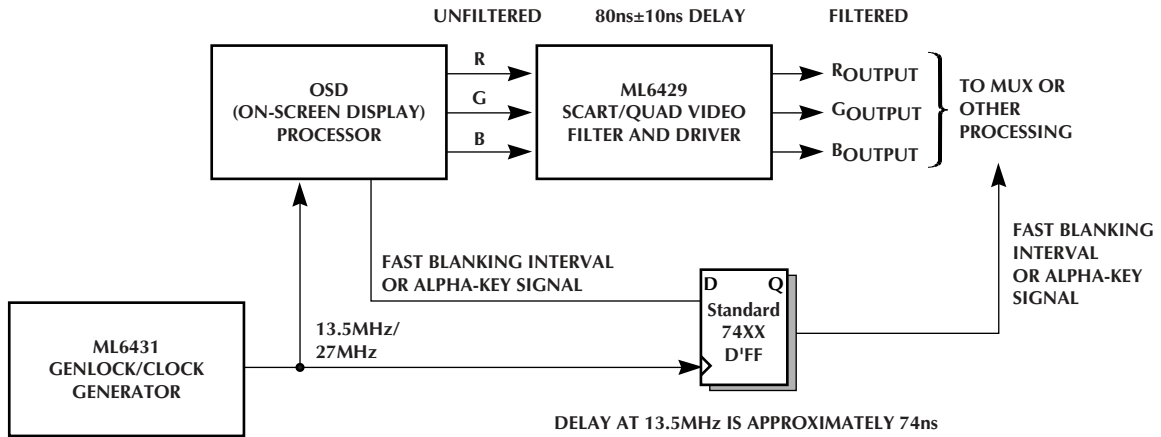 UNFILTERED
80ns±10ns DELAY
FILTERED
OSD
(ON-SCREEN DISPLAY)
PROCESSOR
R
G
B
ML6429
SCART/QUAD VIDEO
FILTER AND DRIVER
ROUTPUT
GOUTPUT
BOUTPUT
TO MUX OR
OTHER
PROCESSING
FAST BLANKING INTERVAL
OR ALPHA-KEY SIGNAL
FAST BLANKING
INTERVAL
OR ALPHA-KEY
SIGNAL
D Q
Standard
74XX
D'FF
13.5MHz/
27MHz
ML6431
GENLOCK/CLOCK
GENERATOR
DELAY AT 13.5MHz IS APPROXIMATELY 74ns